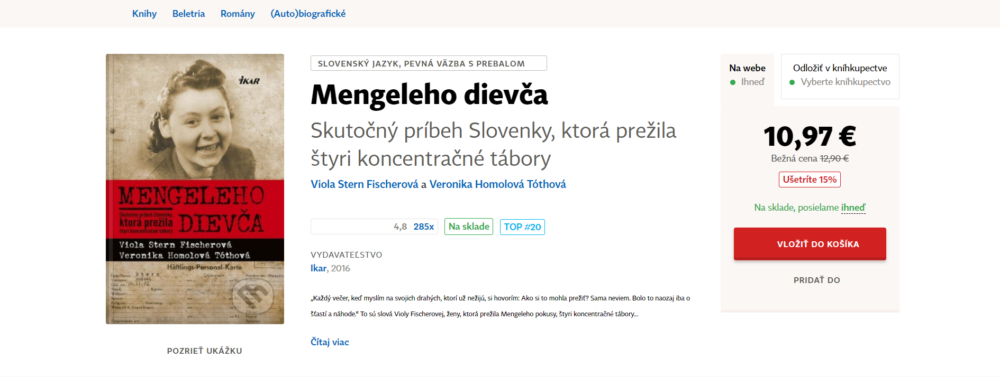 Knihy Beletria Romány (Auto)biografické
IKAR
MENGELEHO
Skutočný príbeh Slovenky,
ktorá prežila
štyri koncentračné tábory
DIEVČA
Viola Stern Fischerová
Veronika Homolová Tóthová
Häftlings-Personal-Karte
Stern
POZRIEŤ UKÁŽKU
SLOVENSKÝ JAZYK, PEVNÁ VÄZBA S PREBALOM
Mengeleho dievča
Skutočný príbeh Slovenky, ktorá prežila
štyri koncentračné tábory
Viola Stern Fischerová a Veronika Homolová Tóthová
4,8 285x Na sklade TOP #20
VYDAVATEĽSTVO
Ikar, 2016
„Každý večer, keď myslím na svojich drahých, ktorí už nežijú, si hovorím: Ako si to mohla prežiť? Sama neviem. Bolo to naozaj iba o
šťastí a náhode.“ To sú slová Violy Fischerovej, ženy, ktorá prežila Mengeleho pokusy, štyri koncentračné tábory...
Čítaj viac
Na webe
Ihneď
Odložiť v kníhkupectve
Vyberte kníhkupectvo
10,97 €
Bežná cena 12,90 €
Ušetríte 15%
Na sklade, posielame ihneď
VLOŽIŤ DO KOŠÍKA
PRIDAŤ DO